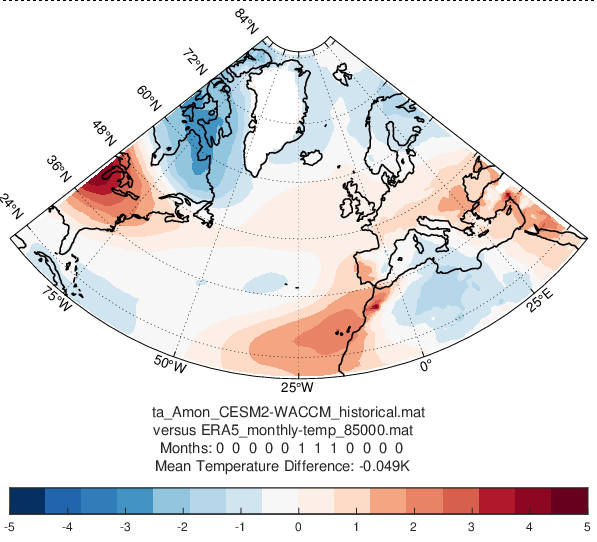 84°N
72°N
60°N
48°N
36°N
24°N
75°W
50°W
25°W
0°
25°E
ta_Amon_CESM2-WACCM_historical.mat
versus ERA5_monthly-temp_85000.mat
Months: 0 0 0 0 0 1 1 1 0 0 0 0
Mean Temperature Difference: -0.049K
-5 -4 -3 -2 -1 0 1 2 3 4 5